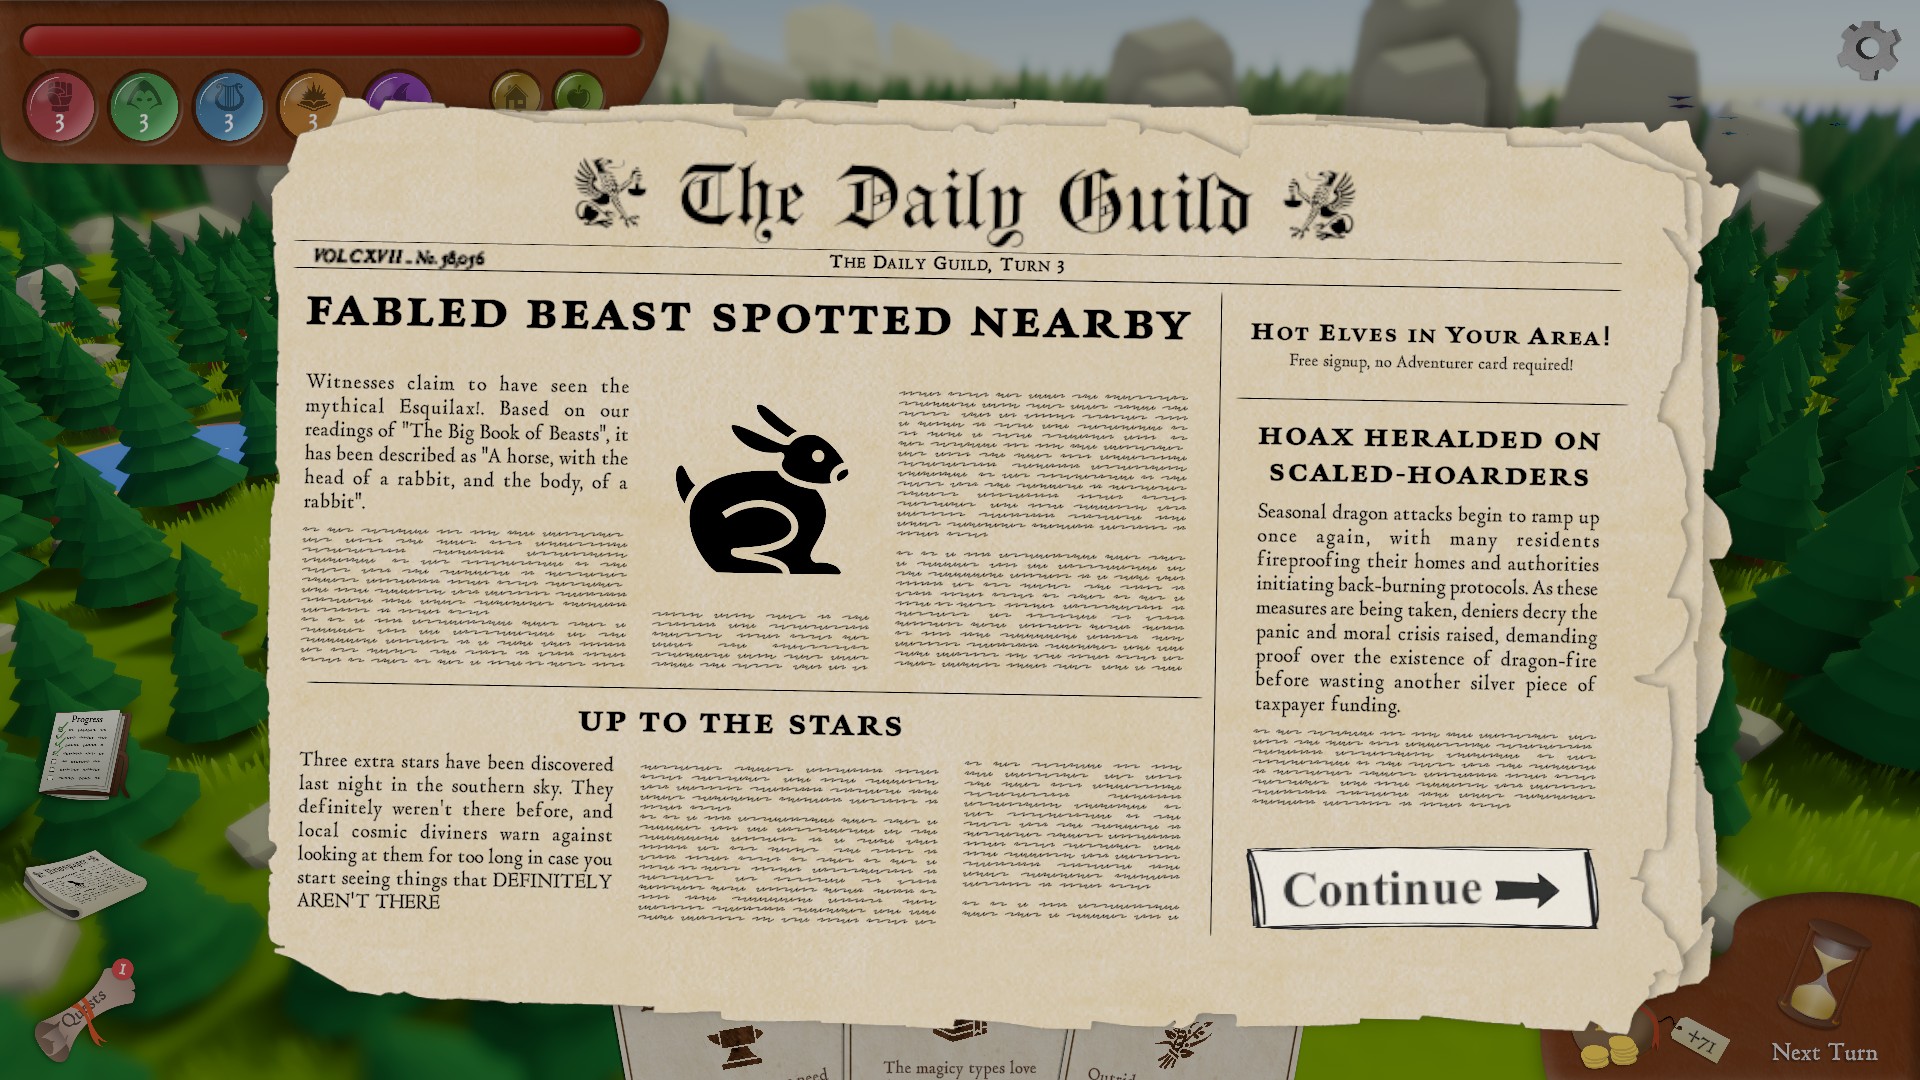 3
3
3
3
The Daily Guild
VOL CXVII - No. 58,056
The Daily Guild, Turn 3
FABLED BEAST SPOTTED NEARBY
Witnesses claim to have seen the
mythical Esquilax!. Based on our
readings of "The Big Book of Beasts", it
has been described as "A horse, with the
head of a rabbit, and the body, of a
rabbit".
UP TO THE STARS
Three extra stars have been discovered
last night in the southern sky. They
definitely weren't there before, and
local cosmic diviners warn against
looking at them for too long in case you
start seeing things that DEFINITELY
AREN'T THERE
Hot Elves in Your Area!
Free signup, no Adventurer card required!
HOAX HERALDED ON
SCALED-HOARDERS
Seasonal dragon attacks begin to ramp up
once again, with many residents
fireproofing their homes and authorities
initiating back-burning protocols. As these
measures are being taken, deniers decry the
panic and moral crisis raised, demanding
proof over the existence of dragon-fire
before wasting another silver piece of
taxpayer funding.
Continue
Progress
Quests
1
need
The magicy types love
+71
Next Turn